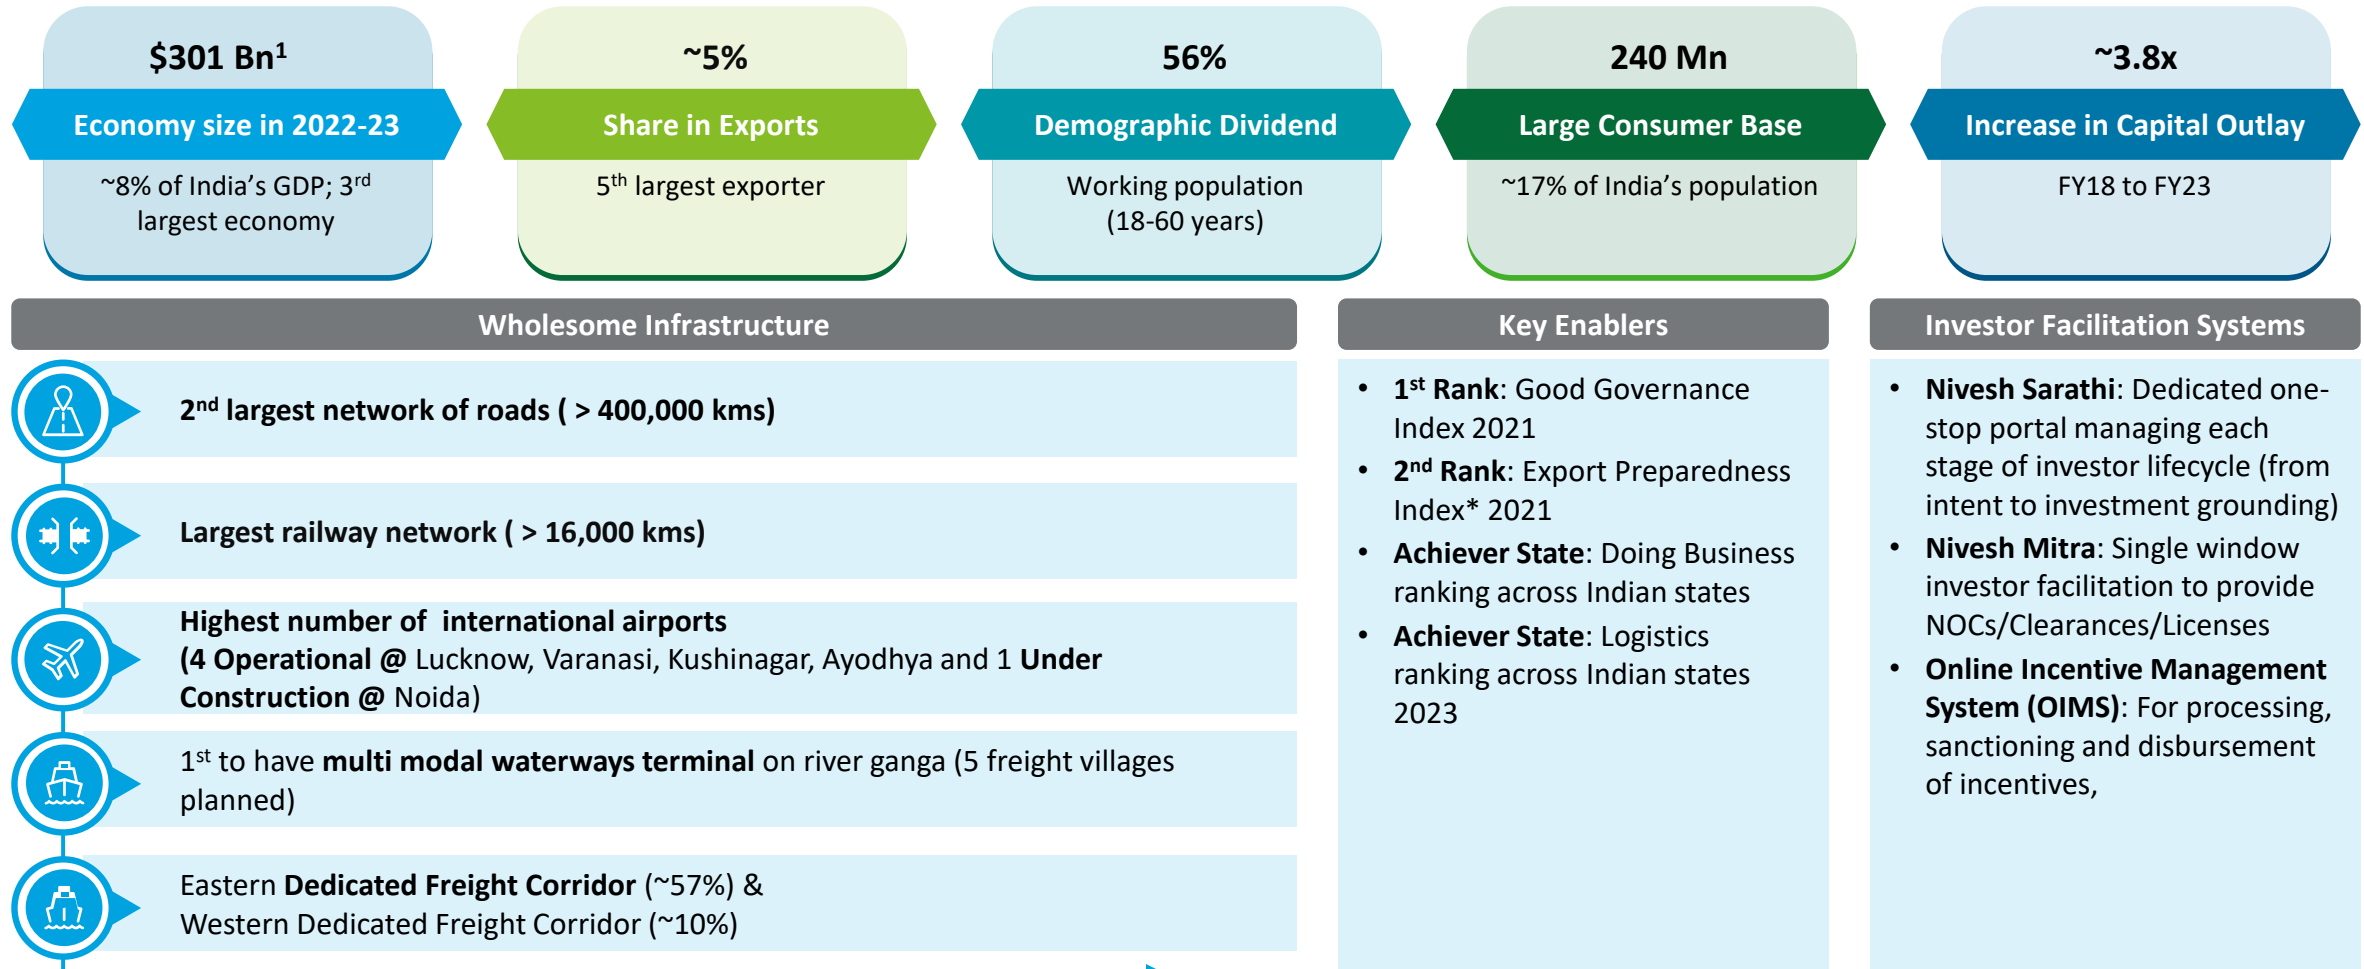 $301 Bn¹
Economy size in 2022-23
~8% of India’s GDP; 3rd
largest economy
~5%
Share in Exports
5th largest exporter
56%
Demographic Dividend
Working population
(18-60 years)
240 Mn
Large Consumer Base
~17% of India’s population
~3.8x
Increase in Capital Outlay
FY18 to FY23
Wholesome Infrastructure
2nd largest network of roads ( > 400,000 kms)
Largest railway network ( > 16,000 kms)
Highest number of  international airports
(4 Operational @ Lucknow, Varanasi, Kushinagar, Ayodhya and 1 Under
Construction @ Noida)
1st to have multi modal waterways terminal on river ganga (5 freight villages
planned)
Eastern Dedicated Freight Corridor (~57%) &
Western Dedicated Freight Corridor (~10%)
Key Enablers
• 1st Rank: Good Governance
Index 2021
• 2nd Rank: Export Preparedness
Index* 2021
• Achiever State: Doing Business
ranking across Indian states
• Achiever State: Logistics
ranking across Indian states
2023
Investor Facilitation Systems
• Nivesh Sarathi: Dedicated one-
stop portal managing each
stage of investor lifecycle (from
intent to investment grounding)
• Nivesh Mitra: Single window
investor facilitation to provide
NOCs/Clearances/Licenses
• Online Incentive Management
System (OIMS): For processing,
sanctioning and disbursement
of incentives,